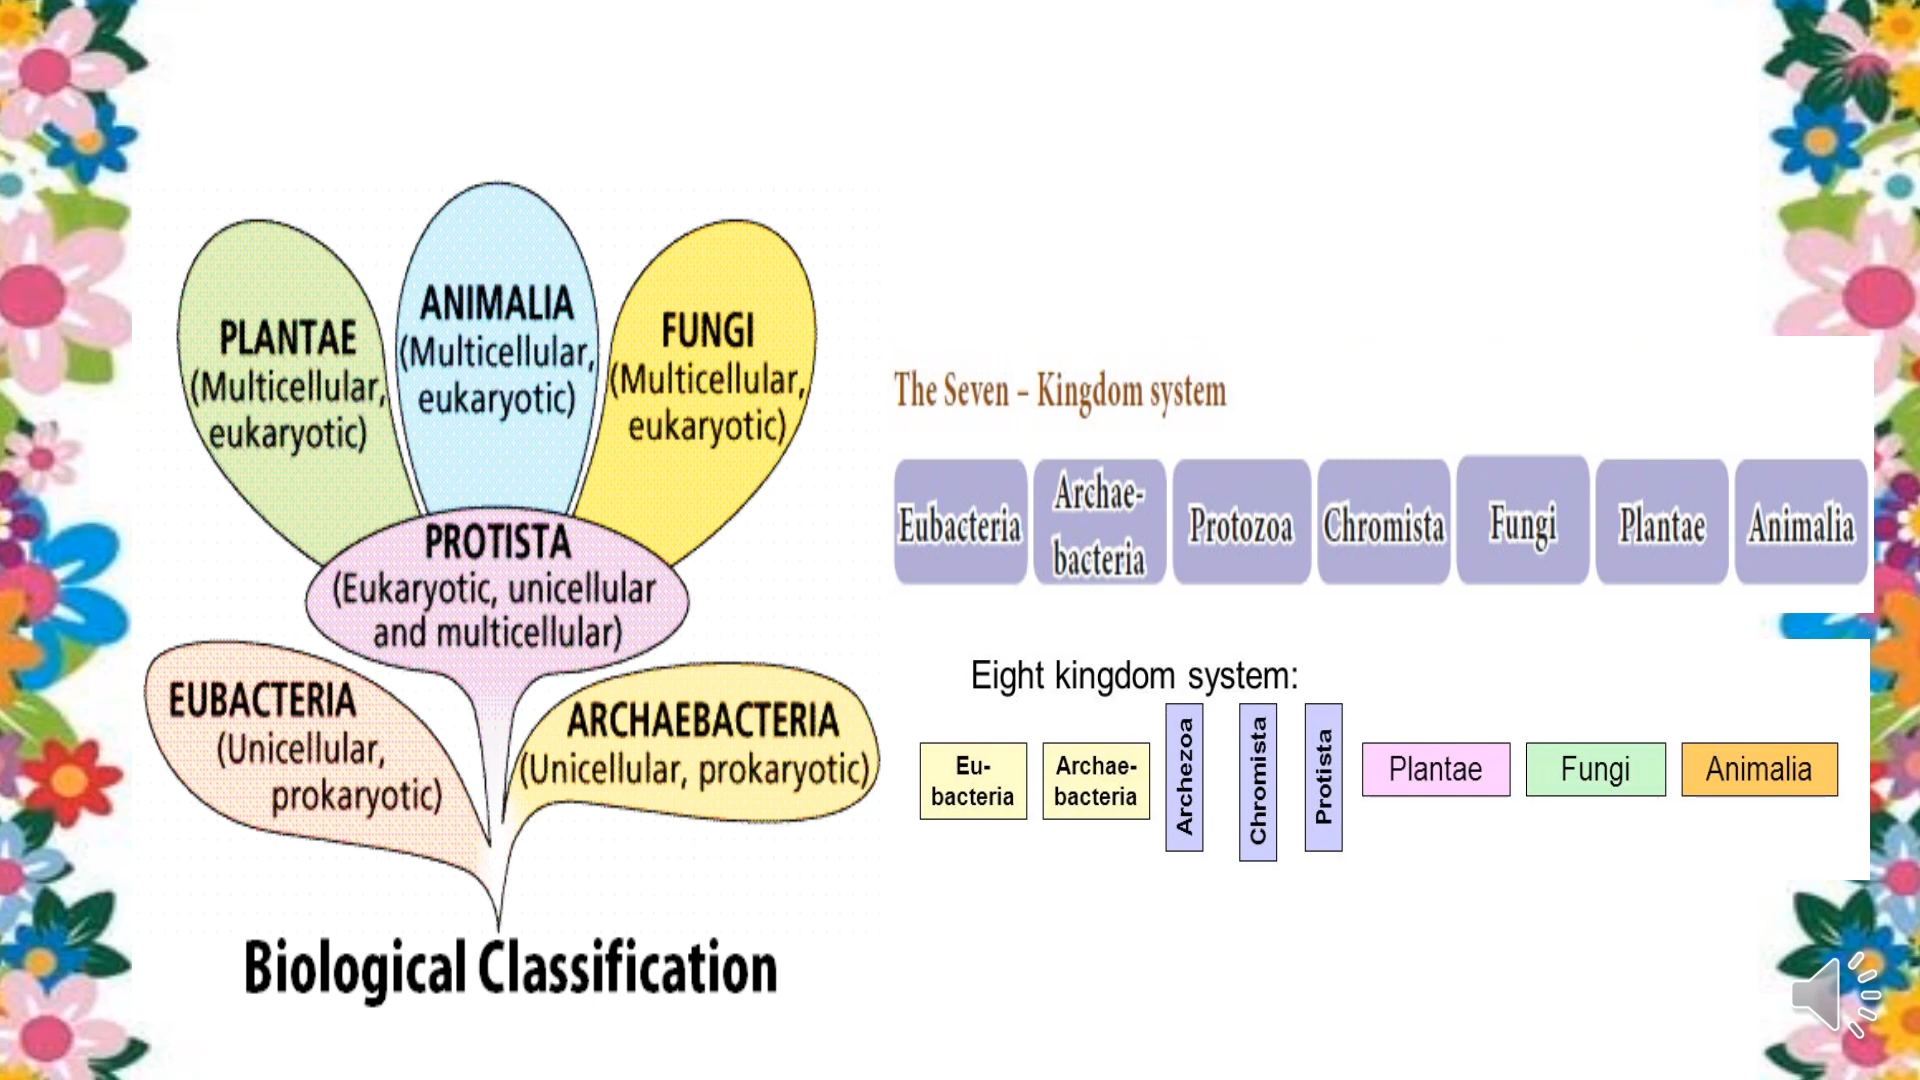 PLANTAE
(Multicellular,
eukaryotic)
ANIMALIA
(Multicellular,
eukaryotic)
FUNGI
(Multicellular,
eukaryotic)
PROTISTA
(Eukaryotic, unicellular
and multicellular)
EUBACTERIA
(Unicellular,
prokaryotic)
ARCHAEBACTERIA
(Unicellular, prokaryotic)
Biological Classification
The Seven – Kingdom system
Eubacteria
Archae-
bacteria
Protozoa
Chromista
Fungi
Plantae
Animalia
Eight kingdom system:
Eu-
bacteria
Archae-
bacteria
Archezoa
Chromista
Protista
Plantae
Fungi
Animalia